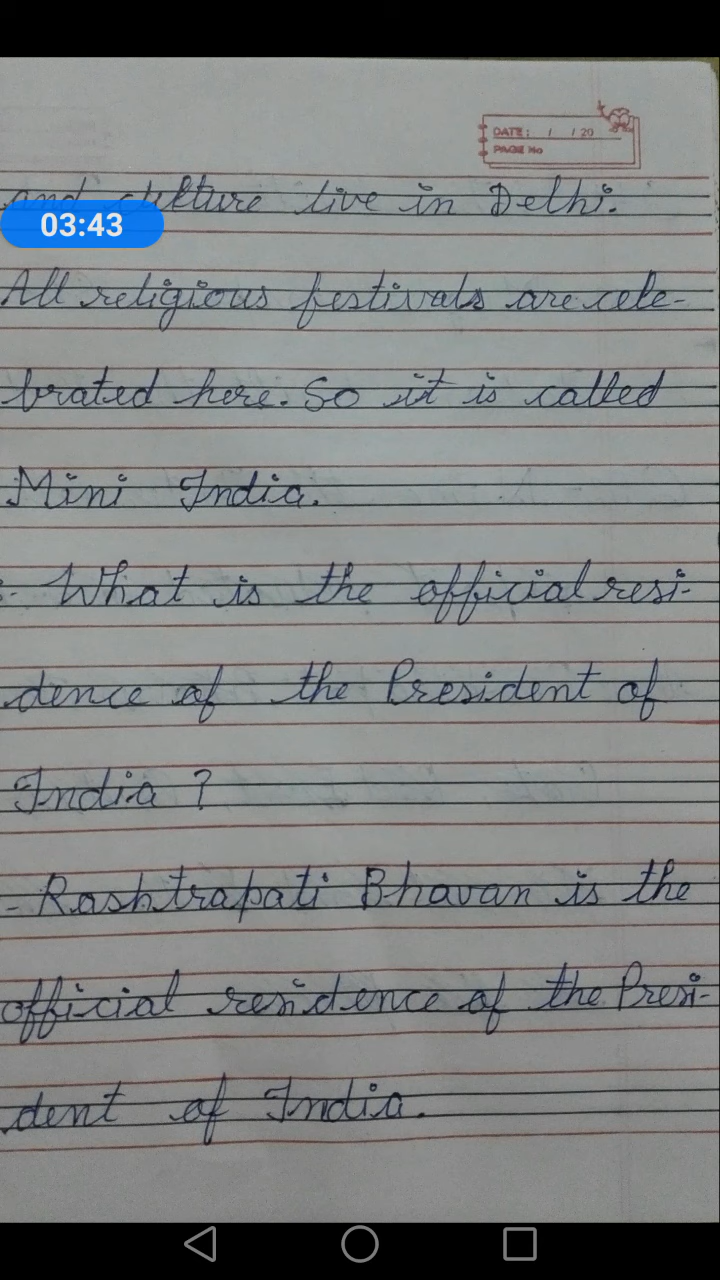 DATE: / / 20
PAGE No
and culture live in Delhi.
03:43
All religious festivals are cele-
brated here. So it is called
Mini India.
:- What is the official resi-
dence of the President of
India ?
- Rashtrapati Bhavan is the
official residence of the Presi-
dent of India.